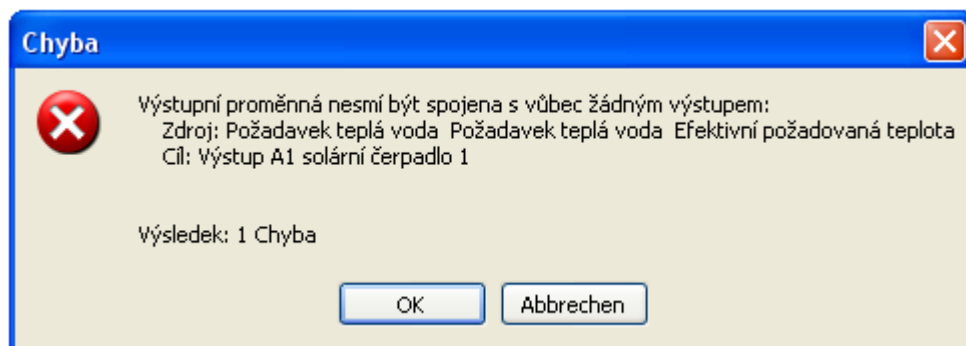 Chyba
Výstupní proměnná nesmí být spojena s vůbec žádným výstupem:
Zdroj: Požadavek teplá voda  Požadavek teplá voda  Efektivní požadovaná teplota
Cíl: Výstup A1 solární čerpadlo 1
Výsledek: 1 Chyba
OK
Abbrechen